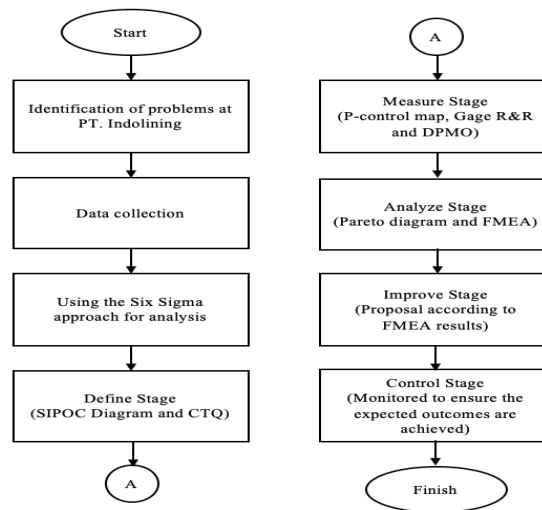 Start
Identification of problems at
PT. Indolining
Data collection
Using the Six Sigma
approach for analysis
Define Stage
(SIPOC Diagram and CTQ)
A
A
Measure Stage
(P-control map, Gage R&R
and DPMO)
Analyze Stage
(Pareto diagram and FMEA)
Improve Stage
(Proposal according to
FMEA results)
Control Stage
(Monitored to ensure the
expected outcomes are
achieved)
Finish